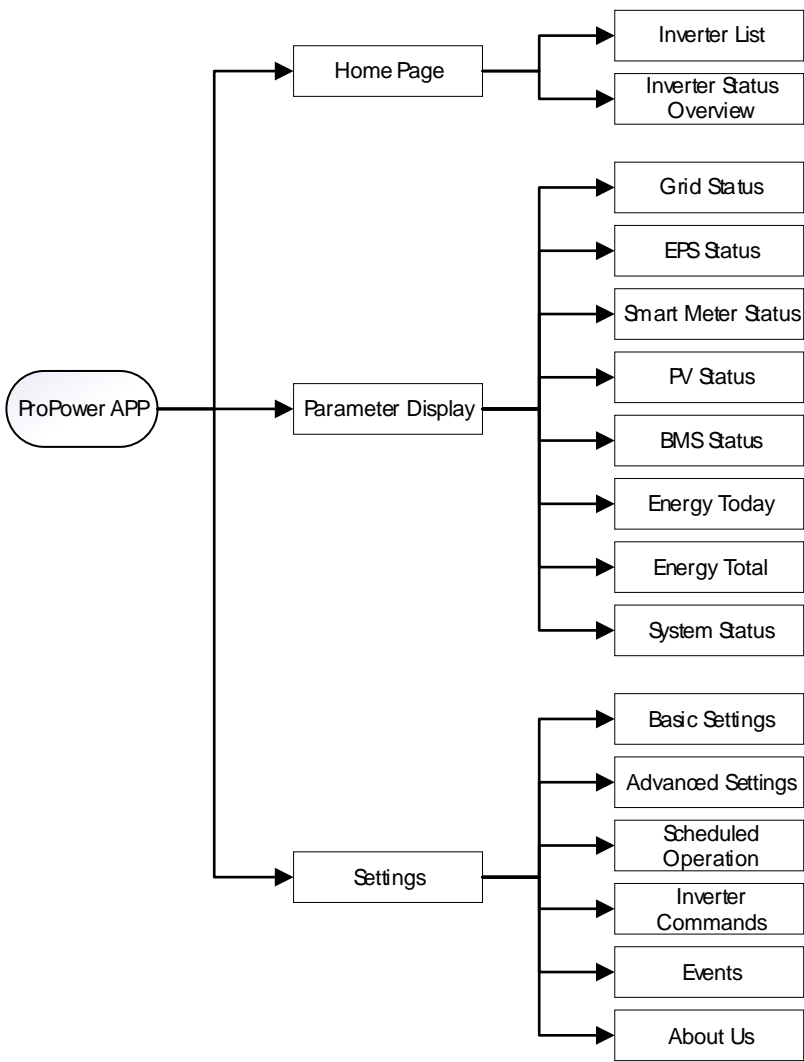 ProPower APP
Home Page
Inverter List
Inverter Status
Overview
Parameter Display
Grid Status
EPS Status
Smart Meter Status
PV Status
BMS Status
Energy Today
Energy Total
System Status
Settings
Basic Settings
Advanced Settings
Scheduled
Operation
Inverter
Commands
Events
About Us